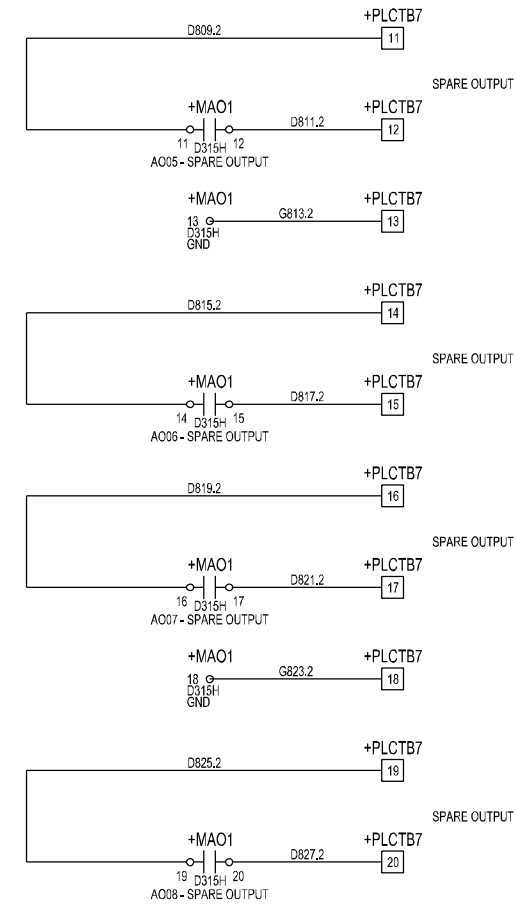 +PLCTB7
D809.2
11
SPARE OUTPUT
+MAO1
+PLCTB7
D811.2
12
11
D315H
12
AO05 - SPARE OUTPUT
+MAO1
+PLCTB7
G813.2
13
13
D315H
GND
+PLCTB7
D815.2
14
SPARE OUTPUT
+MAO1
+PLCTB7
D817.2
15
14
D315H
15
AO06 - SPARE OUTPUT
+PLCTB7
D819.2
16
SPARE OUTPUT
+MAO1
+PLCTB7
D821.2
17
16
D315H
17
AO07 - SPARE OUTPUT
+MAO1
+PLCTB7
G823.2
18
18
D315H
GND
+PLCTB7
D825.2
19
SPARE OUTPUT
+MAO1
+PLCTB7
D827.2
20
19
D315H
20
AO08 - SPARE OUTPUT